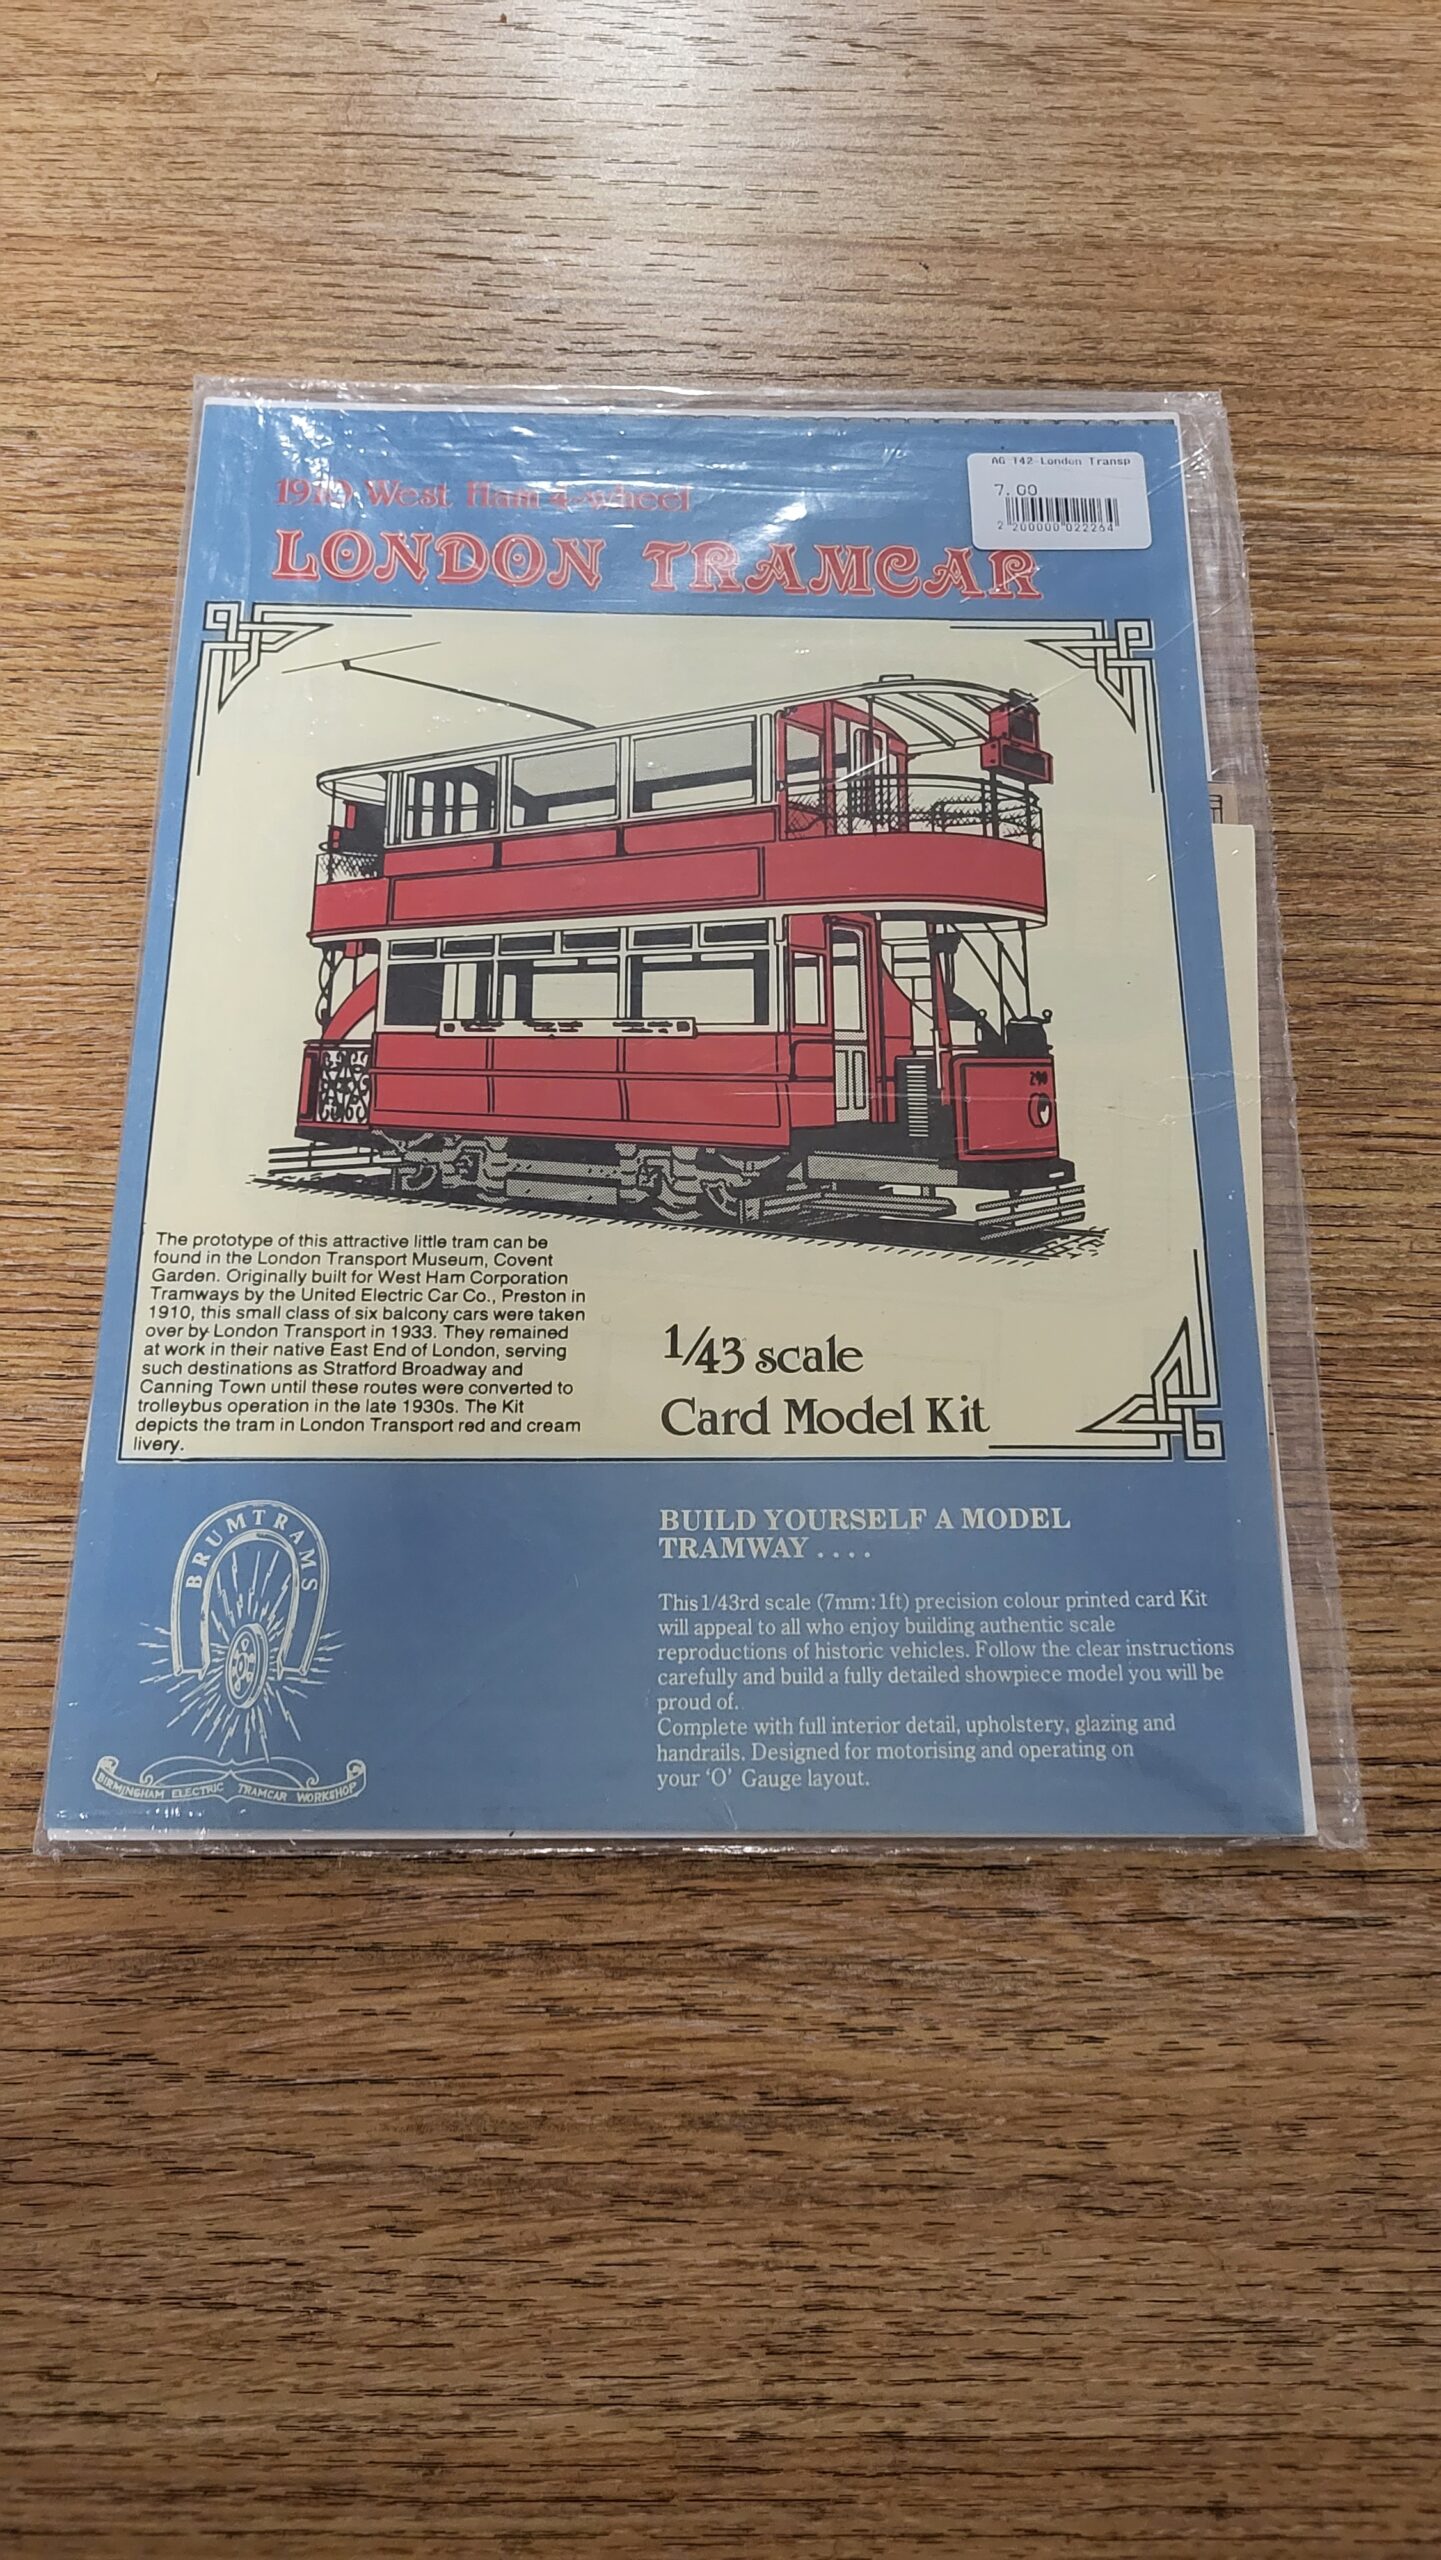 AG T42-London Transp
7.00
2 200000 022264
1910 West Ham 4-wheel
LONDON TRAMCAR
290
The prototype of this attractive little tram can be
found in the London Transport Museum, Covent
Garden. Originally built for West Ham Corporation
Tramways by the United Electric Car Co., Preston in
1910, this small class of six balcony cars were taken
over by London Transport in 1933. They remained
at work in their native East End of London, serving
such destinations as Stratford Broadway and
Canning Town until these routes were converted to
trolleybus operation in the late 1930s. The Kit
depicts the tram in London Transport red and cream
livery.
1/43 scale
Card Model Kit
BRUMTRAMS
BIRMINGHAM ELECTRIC TRAMCAR WORKSHOP
BUILD YOURSELF A MODEL
TRAMWAY . . . .
This 1/43rd scale (7mm:1ft) precision colour printed card Kit
will appeal to all who enjoy building authentic scale
reproductions of historic vehicles. Follow the clear instructions
carefully and build a fully detailed showpiece model you will be
proud of.
Complete with full interior detail, upholstery, glazing and
handrails. Designed for motorising and operating on
your ‘O’ Gauge layout.